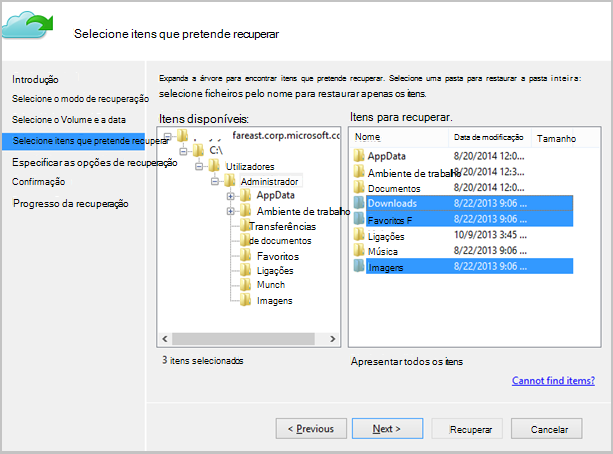 Selecione itens que pretende recuperar
Introdução
Selecione o modo de recuperação
Selecione o Volume e a data
Selecione itens que pretende recuperar
Especificar as opções de recuperação
Confirmação
Progresso da recuperação
Expanda a árvore para encontrar itens que pretende recuperar. Selecione uma pasta para restaurar a pasta inteira:
selecione ficheiros pelo nome para restaurar apenas os itens.
Itens disponíveis:
fareast.corp.microsoft.co
C:\
Utilizadores
Administrador
AppData
Ambiente de trabalho
Transferências
de documentos
Favoritos
Ligações
Munch
Imagens
3 itens selecionados
Itens para recuperar.
Nome Data de modificação Tamanho
AppData 8/20/2014 12:0...
Ambiente de trabalho 8/20/2014 12:3...
Documentos 8/20/2014 12:0...
Downloads 8/22/2013 9:06 ...
Favoritos F 8/22/2013 9:06 ...
Ligações 10/9/2013 3:45 ...
Música 8/22/2013 9:06 ...
Imagens 8/22/2013 9:06 ...
Apresentar todos os itens
Cannot find items?
< Previous
Next >
Recuperar
Cancelar